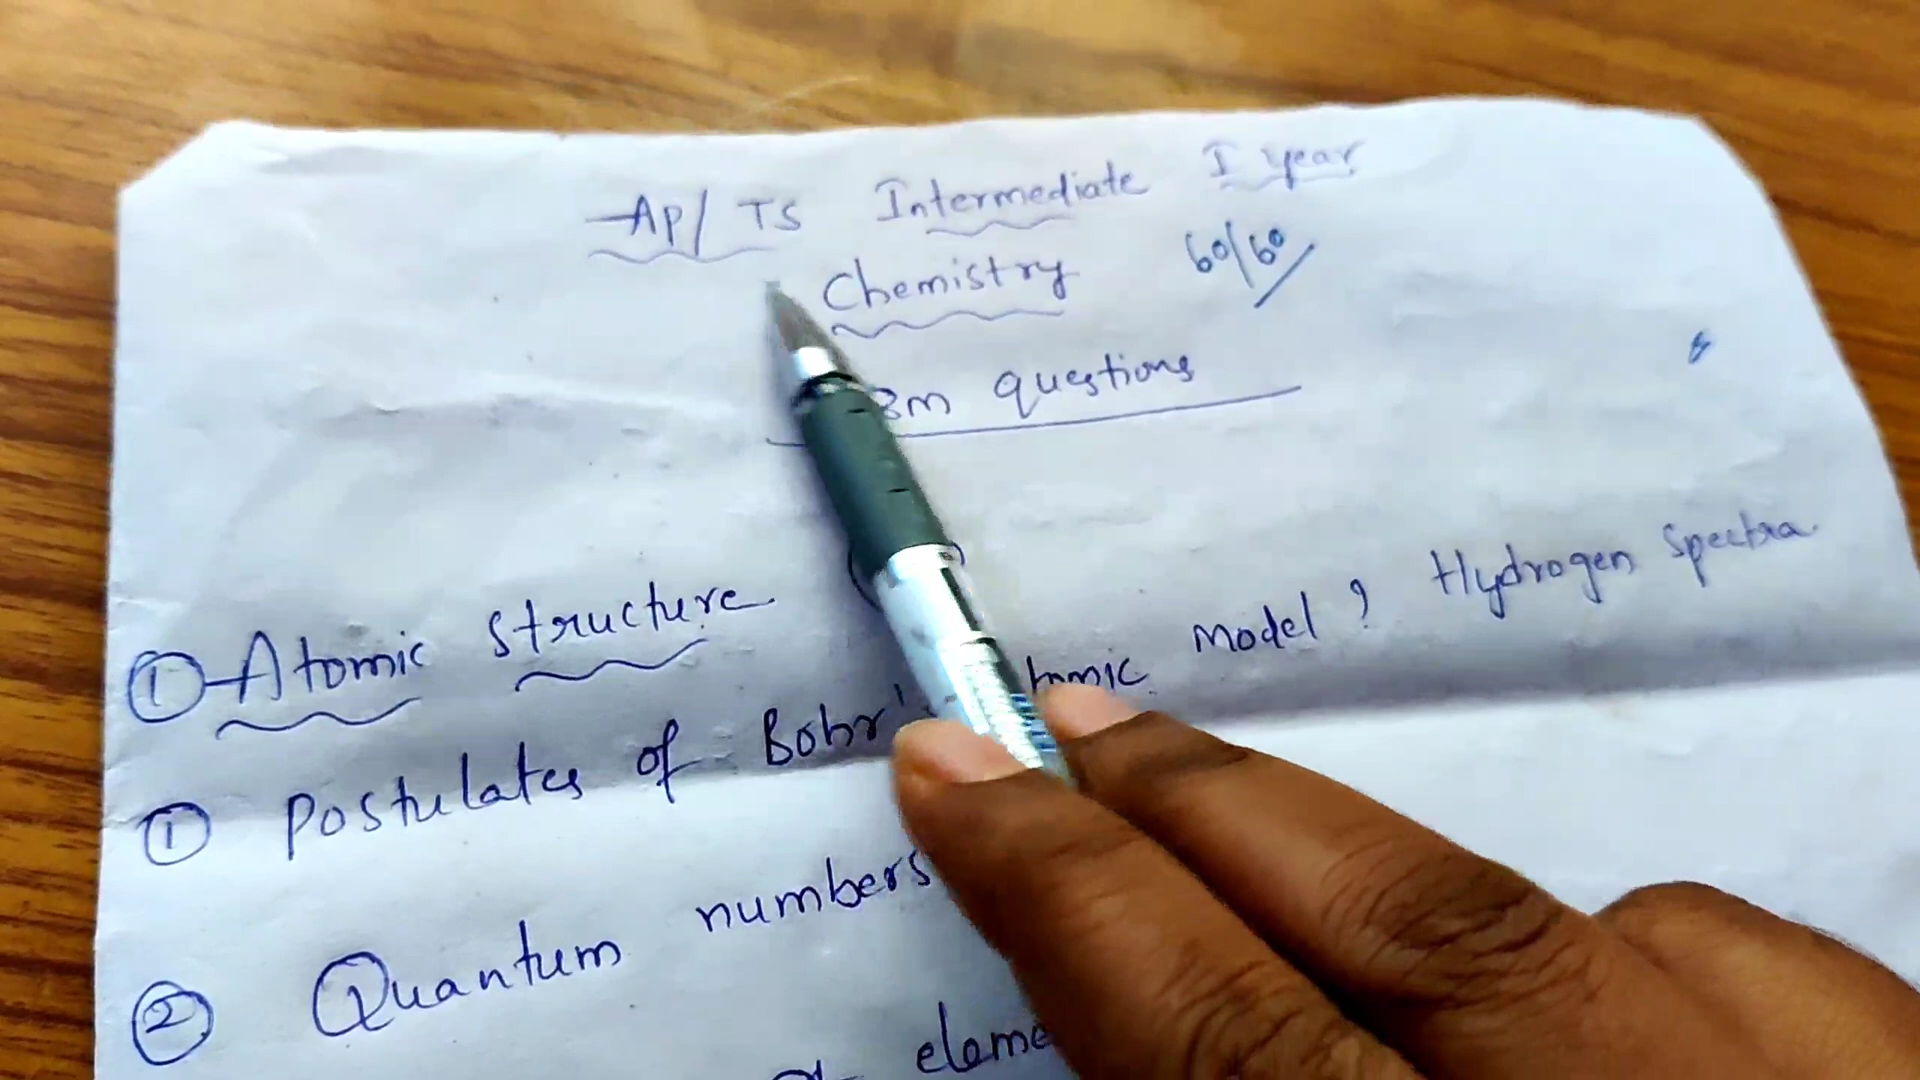 AP/ TS Intermediate I year
Chemistry 60/60
8m questions
① Atomic structure
① Postulates of Bohr's model? Hydrogen spectra
② Quantum numbers